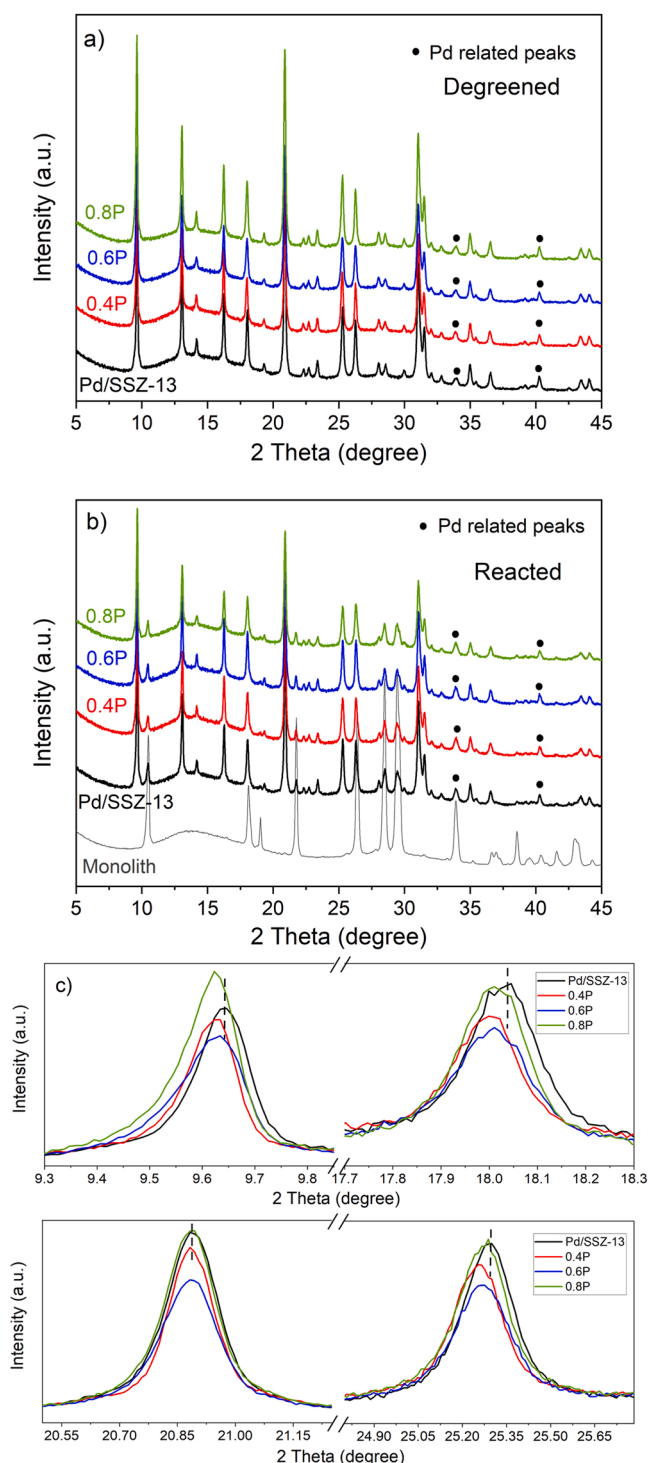 a)
● Pd related peaks
Degreened
0.8P
0.6P
0.4P
Pd/SSZ-13
Intensity (a.u.)
5 10 15 20 25 30 35 40 45
2 Theta (degree)
b)
● Pd related peaks
Reacted
0.8P
0.6P
0.4P
Pd/SSZ-13
Monolith
Intensity (a.u.)
5 10 15 20 25 30 35 40 45
2 Theta (degree)
c)
Pd/SSZ-13
0.4P
0.6P
0.8P
Intensity (a.u.)
9.3 9.4 9.5 9.6 9.7 9.8 17.7 17.8 17.9 18.0 18.1 18.2 18.3
2 Theta (degree)
Pd/SSZ-13
0.4P
0.6P
0.8P
Intensity (a.u.)
20.55 20.70 20.85 21.00 21.15 24.90 25.05 25.20 25.35 25.50 25.65
2 Theta (degree)